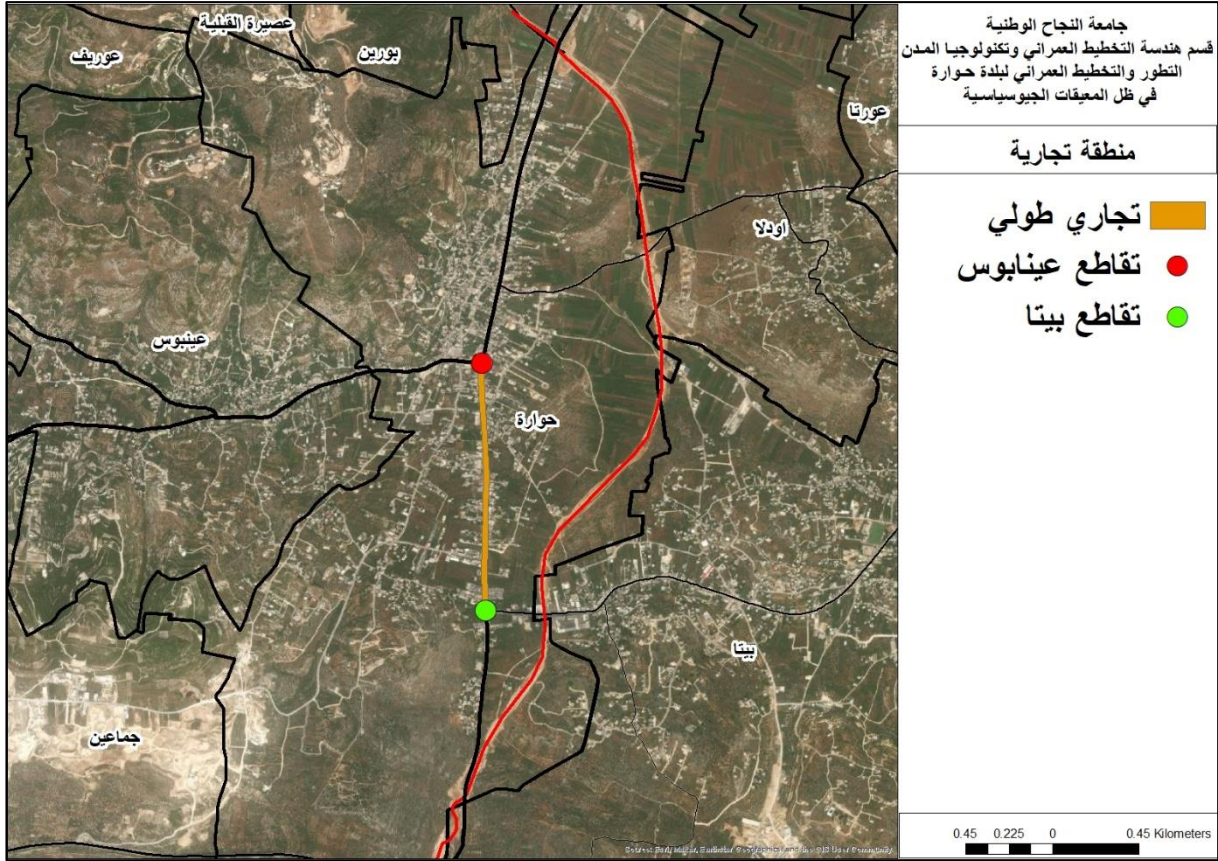 جامعة النجاح الوطنية
قسم هندسة التخطيط العمراني وتكنولوجيا المدن
التطور والتخطيط العمراني لبلدة حوارة
في ظل المعيقات الجيوسياسية
منطقة تجارية
تجاري طولي
تقاطع عينابوس
تقاطع بيتا
عصيرة القبلية
بورين
عوريف
عورتا
اودلا
عينبوس
حوارة
بيتا
جماعين
0.45 0.225 0 0.45 Kilometers